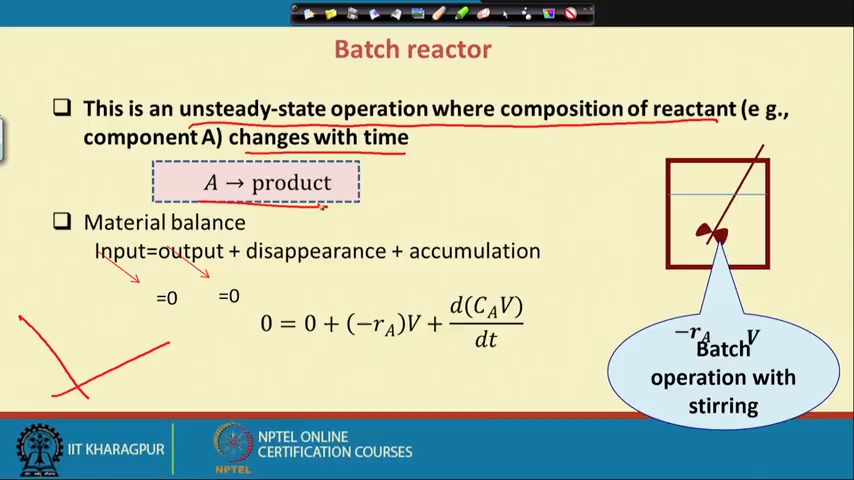 Batch reactor
❑ This is an unsteady-state operation where composition of reactant (e g.,
component A) changes with time
A → product
❑ Material balance
Input=output + disappearance + accumulation
=0 =0
0 = 0 + (−r_A)V + d(C_A V)/dt
−r_A V
Batch
operation with
stirring
IIT KHARAGPUR
NPTEL
NPTEL ONLINE
CERTIFICATION COURSES